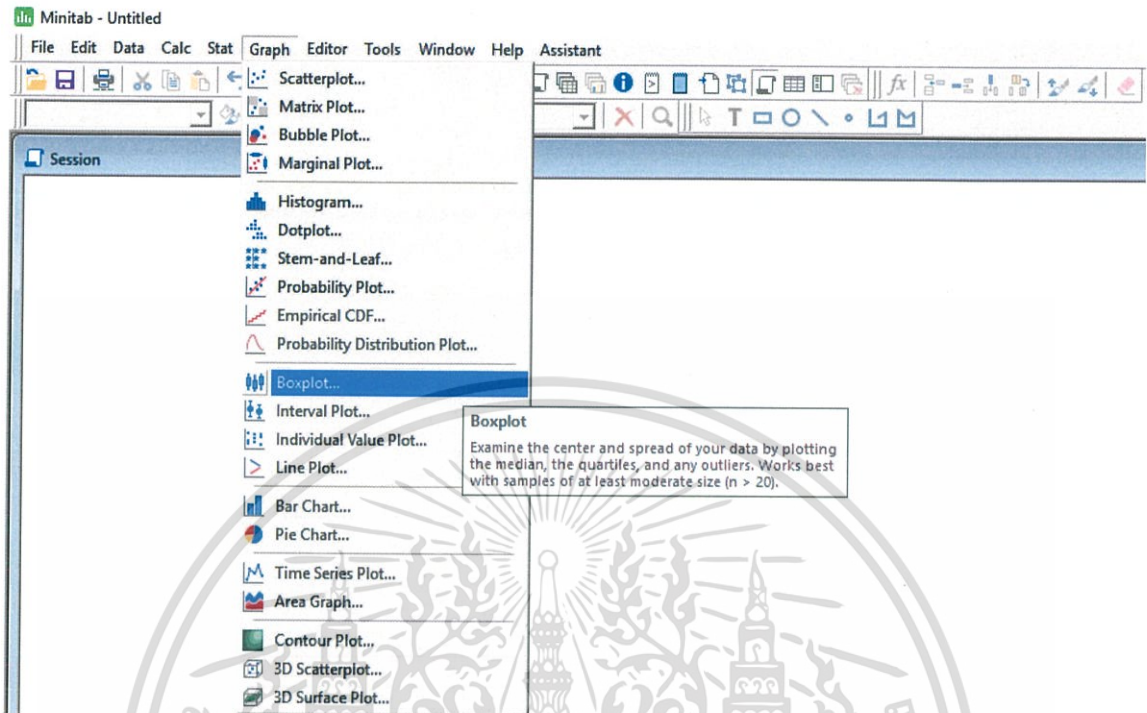 Minitab - Untitled
File Edit Data Calc Stat Graph Editor Tools Window Help Assistant
Session
Scatterplot...
Matrix Plot...
Bubble Plot...
Marginal Plot...
Histogram...
Dotplot...
Stem-and-Leaf...
Probability Plot...
Empirical CDF...
Probability Distribution Plot...
Boxplot...
Interval Plot...
Individual Value Plot...
Line Plot...
Bar Chart...
Pie Chart...
Time Series Plot...
Area Graph...
Contour Plot...
3D Scatterplot...
3D Surface Plot...
Boxplot
Examine the center and spread of your data by plotting
the median, the quartiles, and any outliers. Works best
with samples of at least moderate size (n > 20).